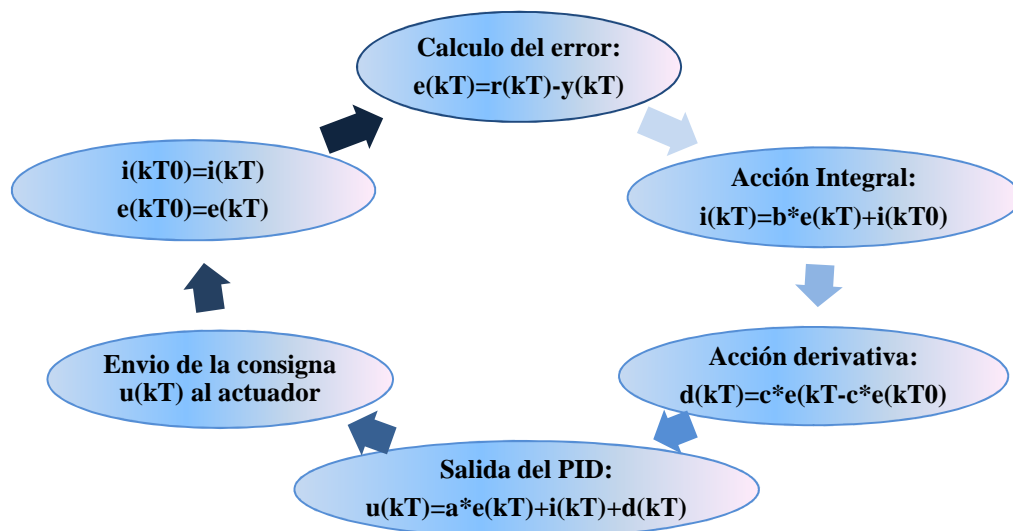 Calculo del error:
e(kT)=r(kT)-y(kT)
Acción Integral:
i(kT)=b*e(kT)+i(kT0)
Acción derivativa:
d(kT)=c*e(kT-c*e(kT0)
Salida del PID:
u(kT)=a*e(kT)+i(kT)+d(kT)
Envio de la consigna
u(kT) al actuador
i(kT0)=i(kT)
e(kT0)=e(kT)